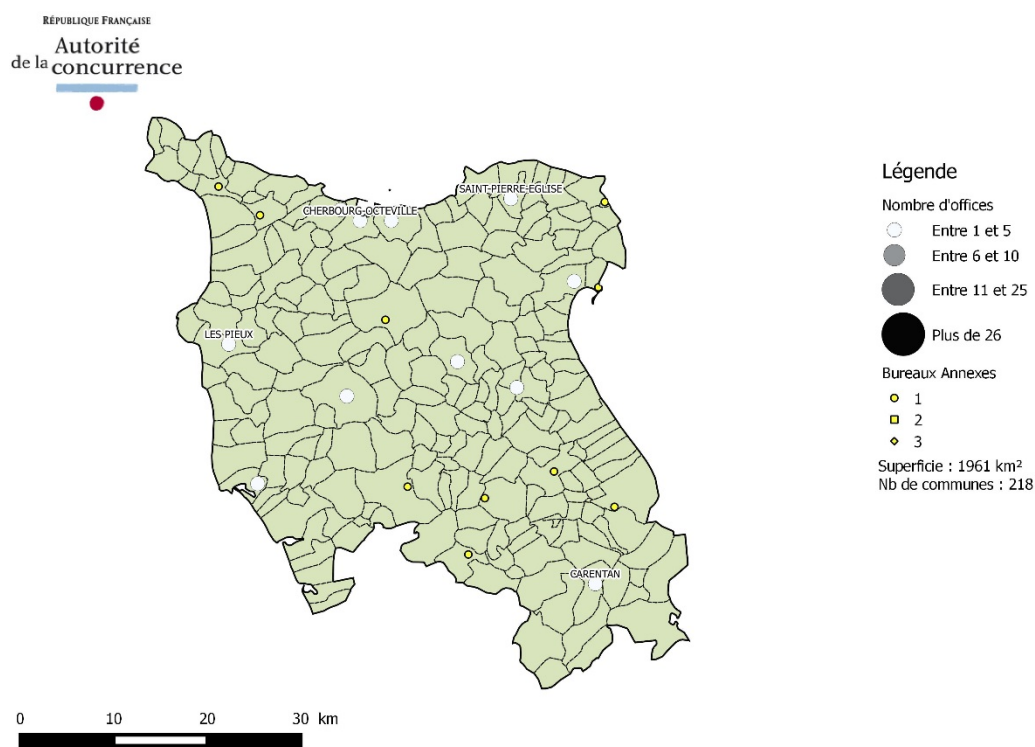 RÉPUBLIQUE FRANÇAISE
Autorité
de la concurrence
SAINT-PIERRE-EGLISE
CHERBOURG-OCTEVILLE
LES PIEUX
CARENTAN
Légende
Nombre d'offices
Entre 1 et 5
Entre 6 et 10
Entre 11 et 25
Plus de 26
Bureaux Annexes
1
2
3
Superficie : 1961 km²
Nb de communes : 218
0 10 20 30 km